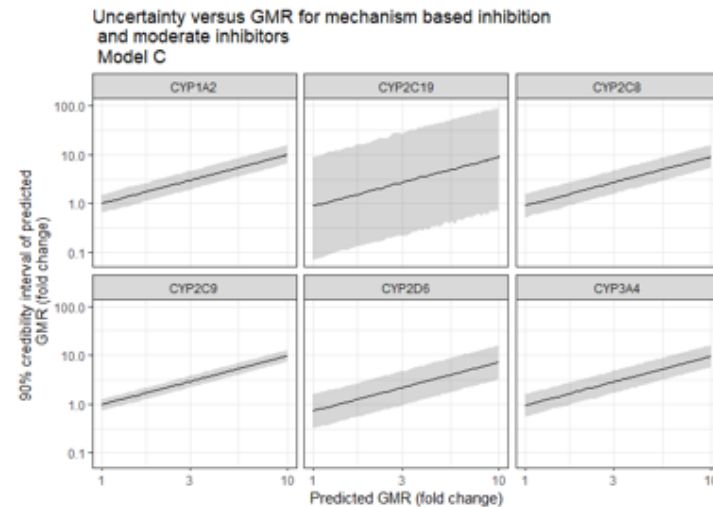 Uncertainty versus GMR for mechanism based inhibition
and moderate inhibitors
Model C
CYP1A2
CYP2C19
CYP2C8
100.0
10.0
1.0
0.1
CYP2C9
CYP2D6
CYP3A4
100.0
10.0
1.0
0.1
90% credibility interval of predicted
GMR (fold change)
1
3
10
1
3
10
1
3
10
Predicted GMR (fold change)